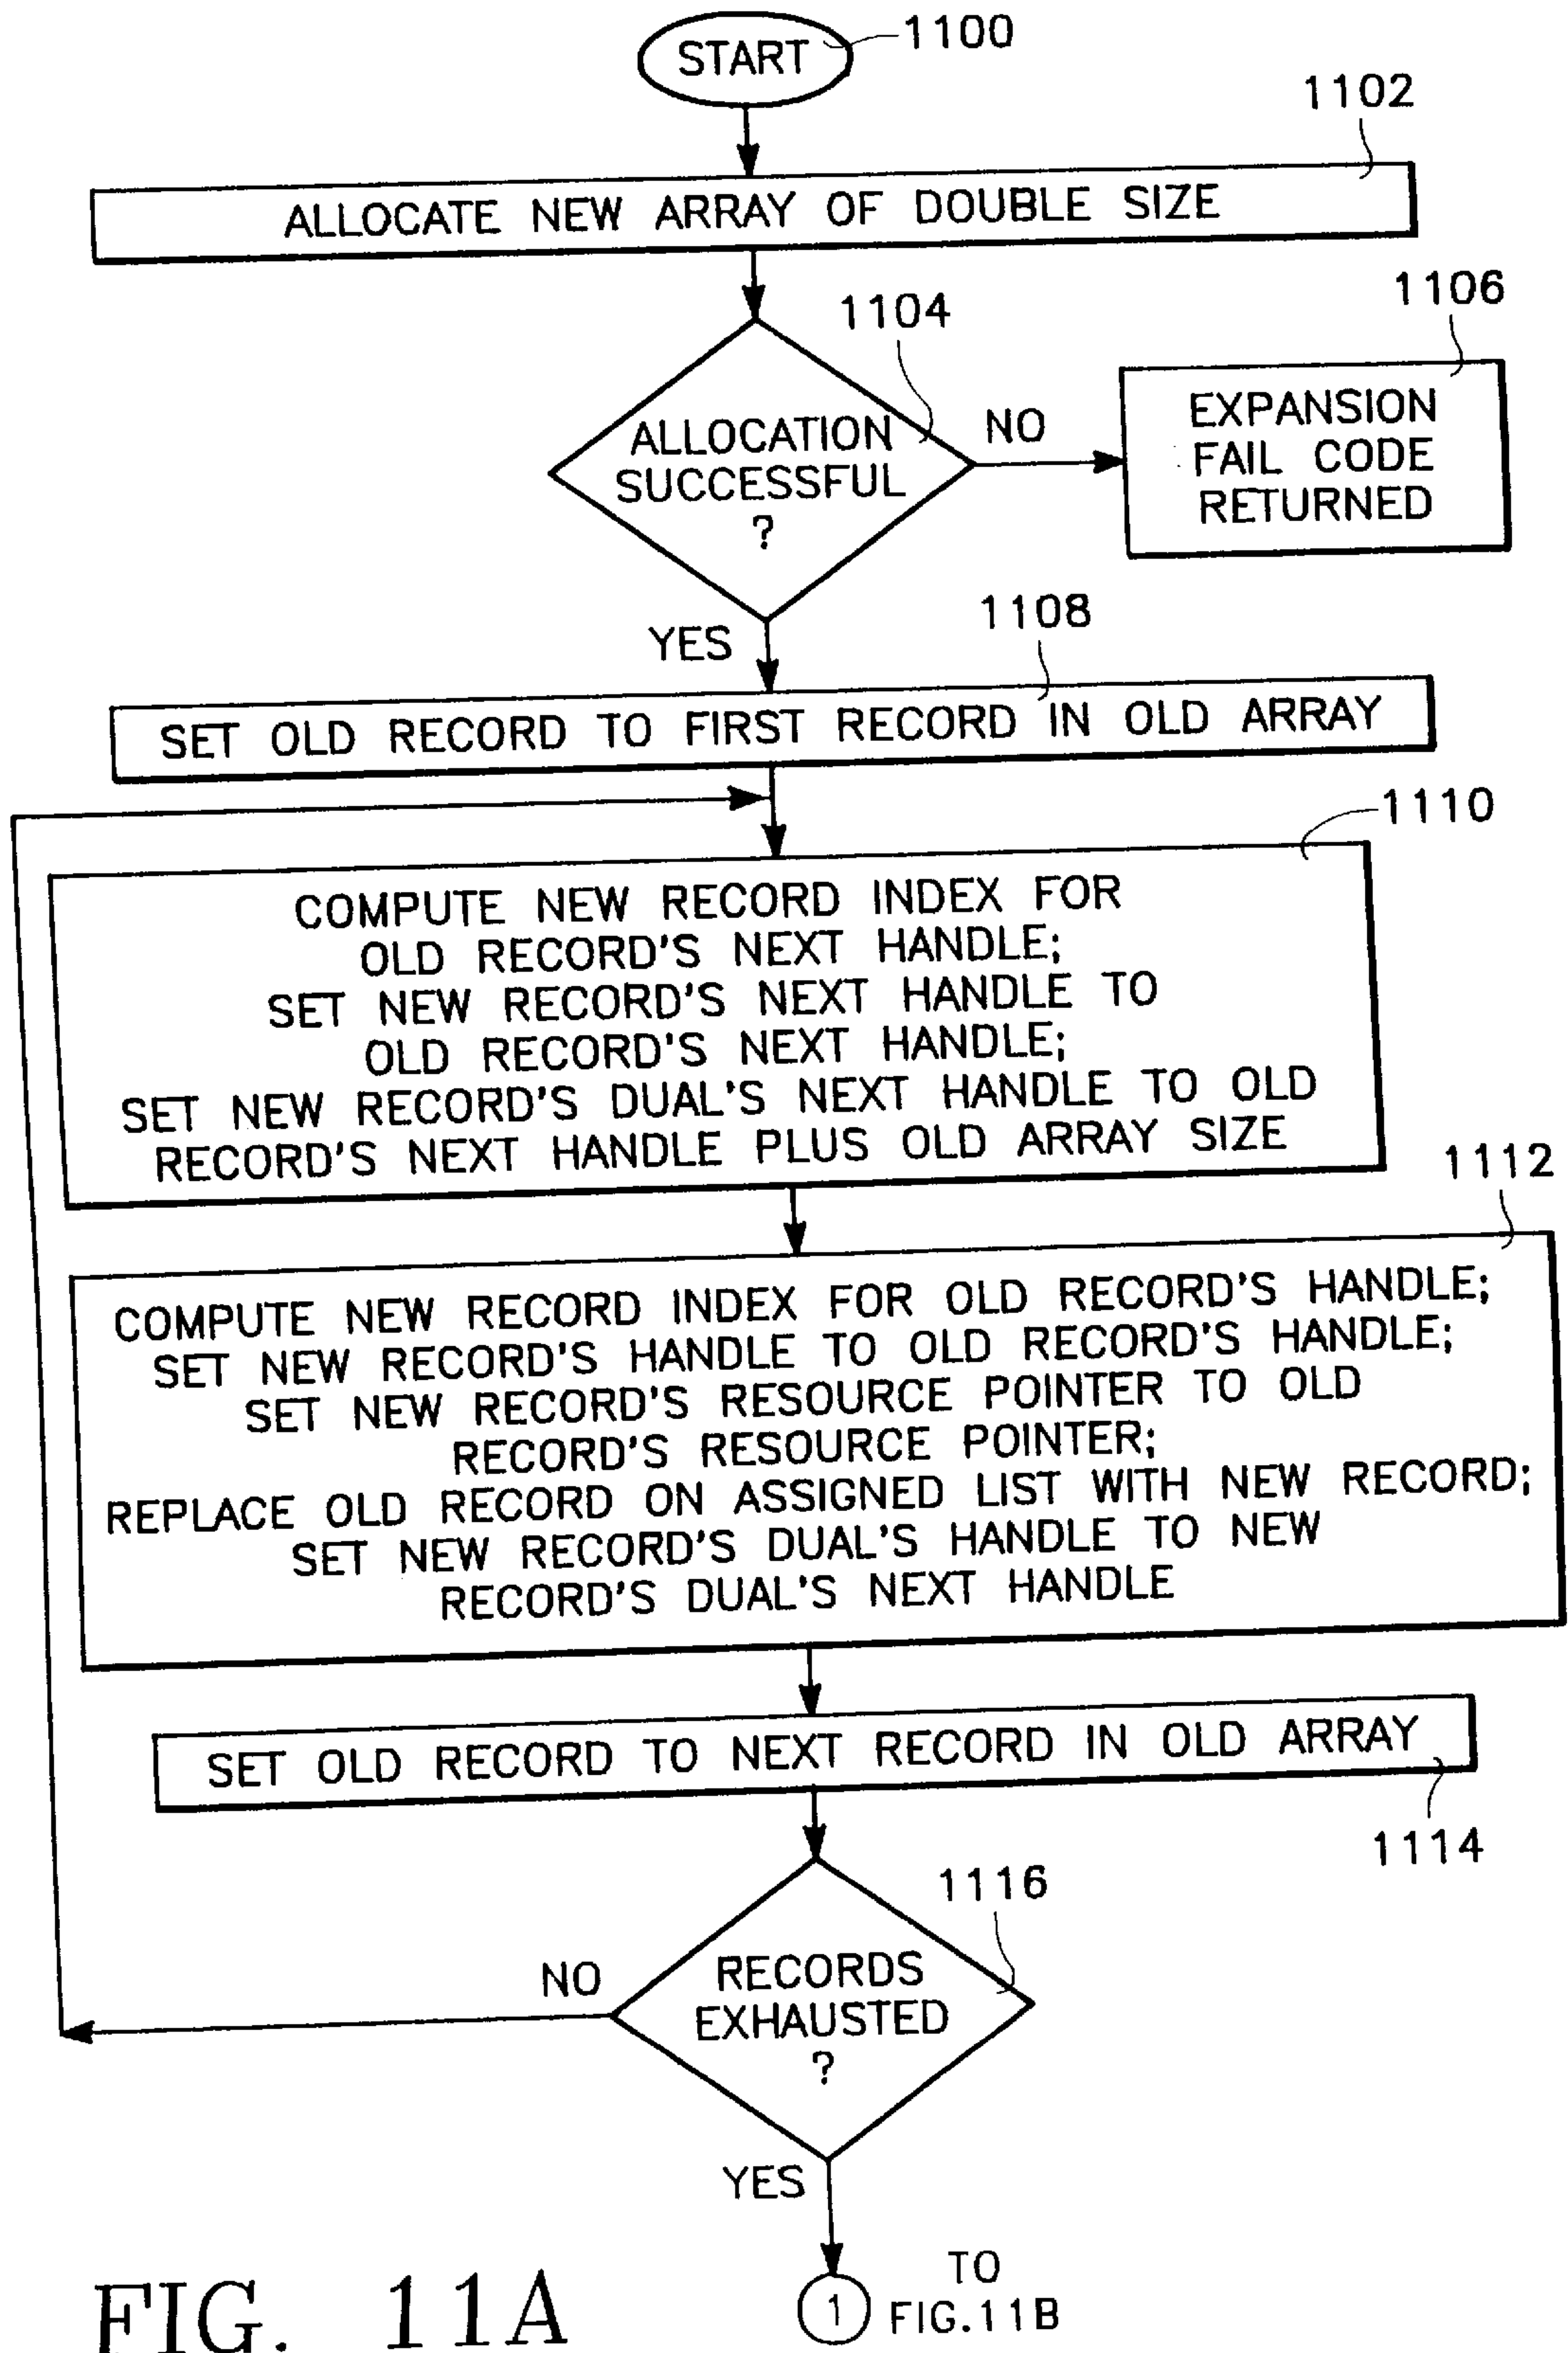 START
1100
1102
ALLOCATE NEW ARRAY OF DOUBLE SIZE
1104
1106
ALLOCATION
SUCCESSFUL
?
NO
EXPANSION
FAIL CODE
RETURNED
YES
1108
SET OLD RECORD TO FIRST RECORD IN OLD ARRAY
1110
COMPUTE NEW RECORD INDEX FOR
OLD RECORD'S NEXT HANDLE;
SET NEW RECORD'S NEXT HANDLE TO
OLD RECORD'S NEXT HANDLE;
SET NEW RECORD'S DUAL'S NEXT HANDLE TO OLD
RECORD'S NEXT HANDLE PLUS OLD ARRAY SIZE
1112
COMPUTE NEW RECORD INDEX FOR OLD RECORD'S HANDLE;
SET NEW RECORD'S HANDLE TO OLD RECORD'S HANDLE;
SET NEW RECORD'S RESOURCE POINTER TO OLD
RECORD'S RESOURCE POINTER;
REPLACE OLD RECORD ON ASSIGNED LIST WITH NEW RECORD;
SET NEW RECORD'S DUAL'S HANDLE TO NEW
RECORD'S DUAL'S NEXT HANDLE
SET OLD RECORD TO NEXT RECORD IN OLD ARRAY
1114
1116
NO
RECORDS
EXHAUSTED
?
YES
1
TO
FIG.11B
FIG. 11A